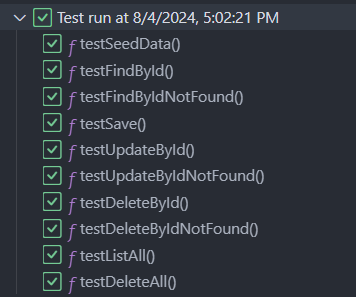 Test run at 8/4/2024, 5:02:21 PM
ƒ testSeedData()
ƒ testFindById()
ƒ testFindByIdNotFound()
ƒ testSave()
ƒ testUpdateById()
ƒ testUpdateByIdNotFound()
ƒ testDeleteById()
ƒ testDeleteByIdNotFound()
ƒ testListAll()
ƒ testDeleteAll()